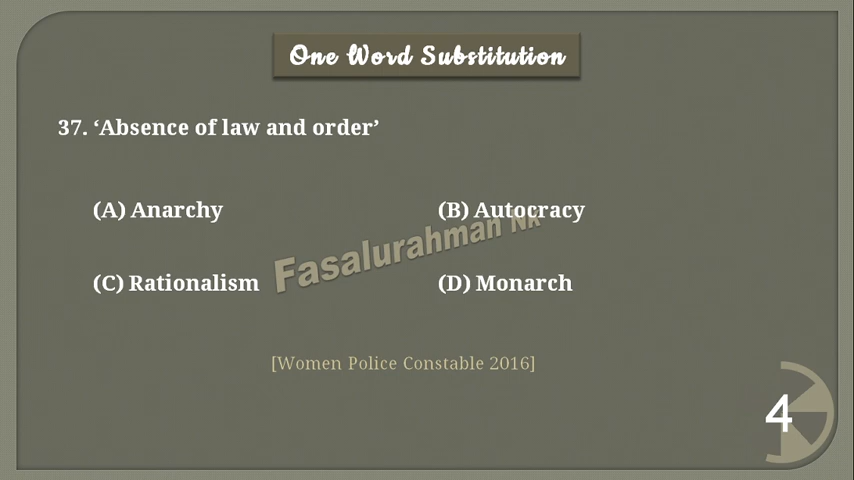 One Word Substitution
37. ‘Absence of law and order’
(A) Anarchy
(B) Autocracy
Fasalurahman Nk
(C) Rationalism
(D) Monarch
[Women Police Constable 2016]
4